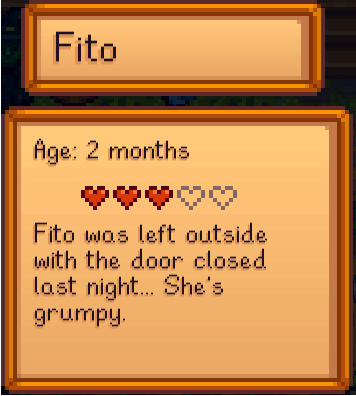 Fito
Age: 2 months
Fito was left outside
with the door closed
last night... She's
grumpy.